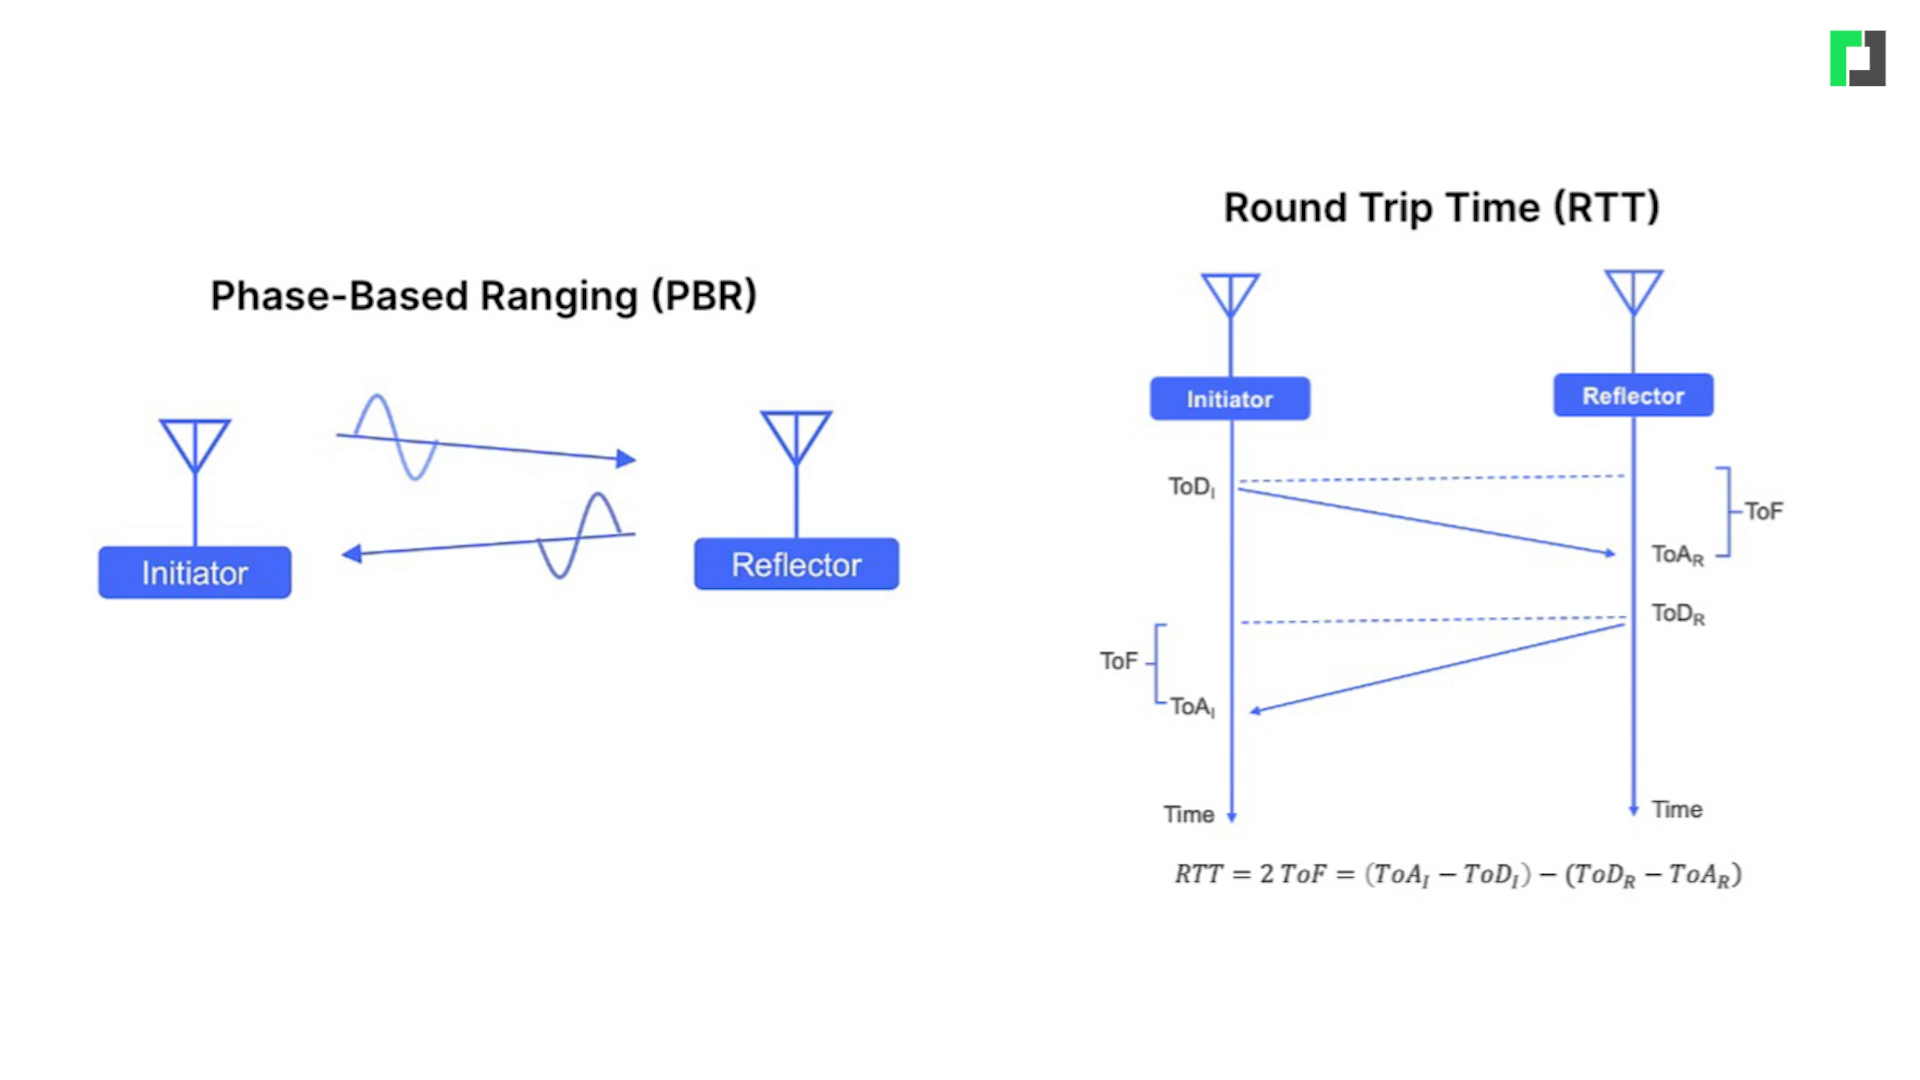 Phase-Based Ranging (PBR)
Initiator
Reflector
Round Trip Time (RTT)
Initiator
Reflector
ToD_I
ToF
ToA_R
ToD_R
ToF
ToA_I
Time
Time
RTT = 2 ToF = (ToA_I − ToD_I) − (ToD_R − ToA_R)